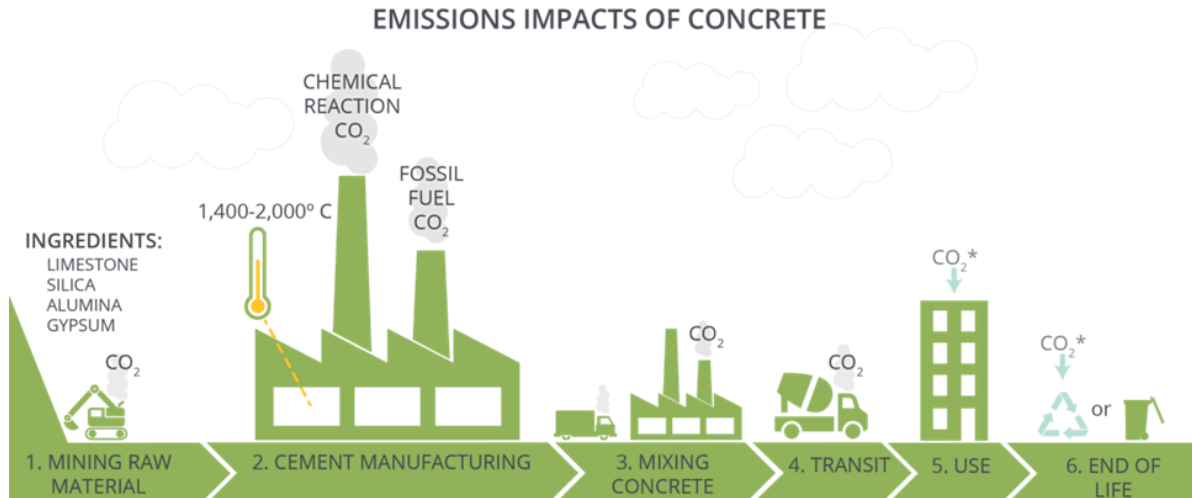 EMISSIONS IMPACTS OF CONCRETE
CHEMICAL
REACTION
CO₂
FOSSIL
FUEL
CO₂
1,400-2,000º C
INGREDIENTS:
LIMESTONE
SILICA
ALUMINA
GYPSUM
CO₂
CO₂
CO₂
CO₂*
CO₂*
or
1. MINING RAW
MATERIAL
2. CEMENT MANUFACTURING
3. MIXING
CONCRETE
4. TRANSIT
5. USE
6. END OF
LIFE